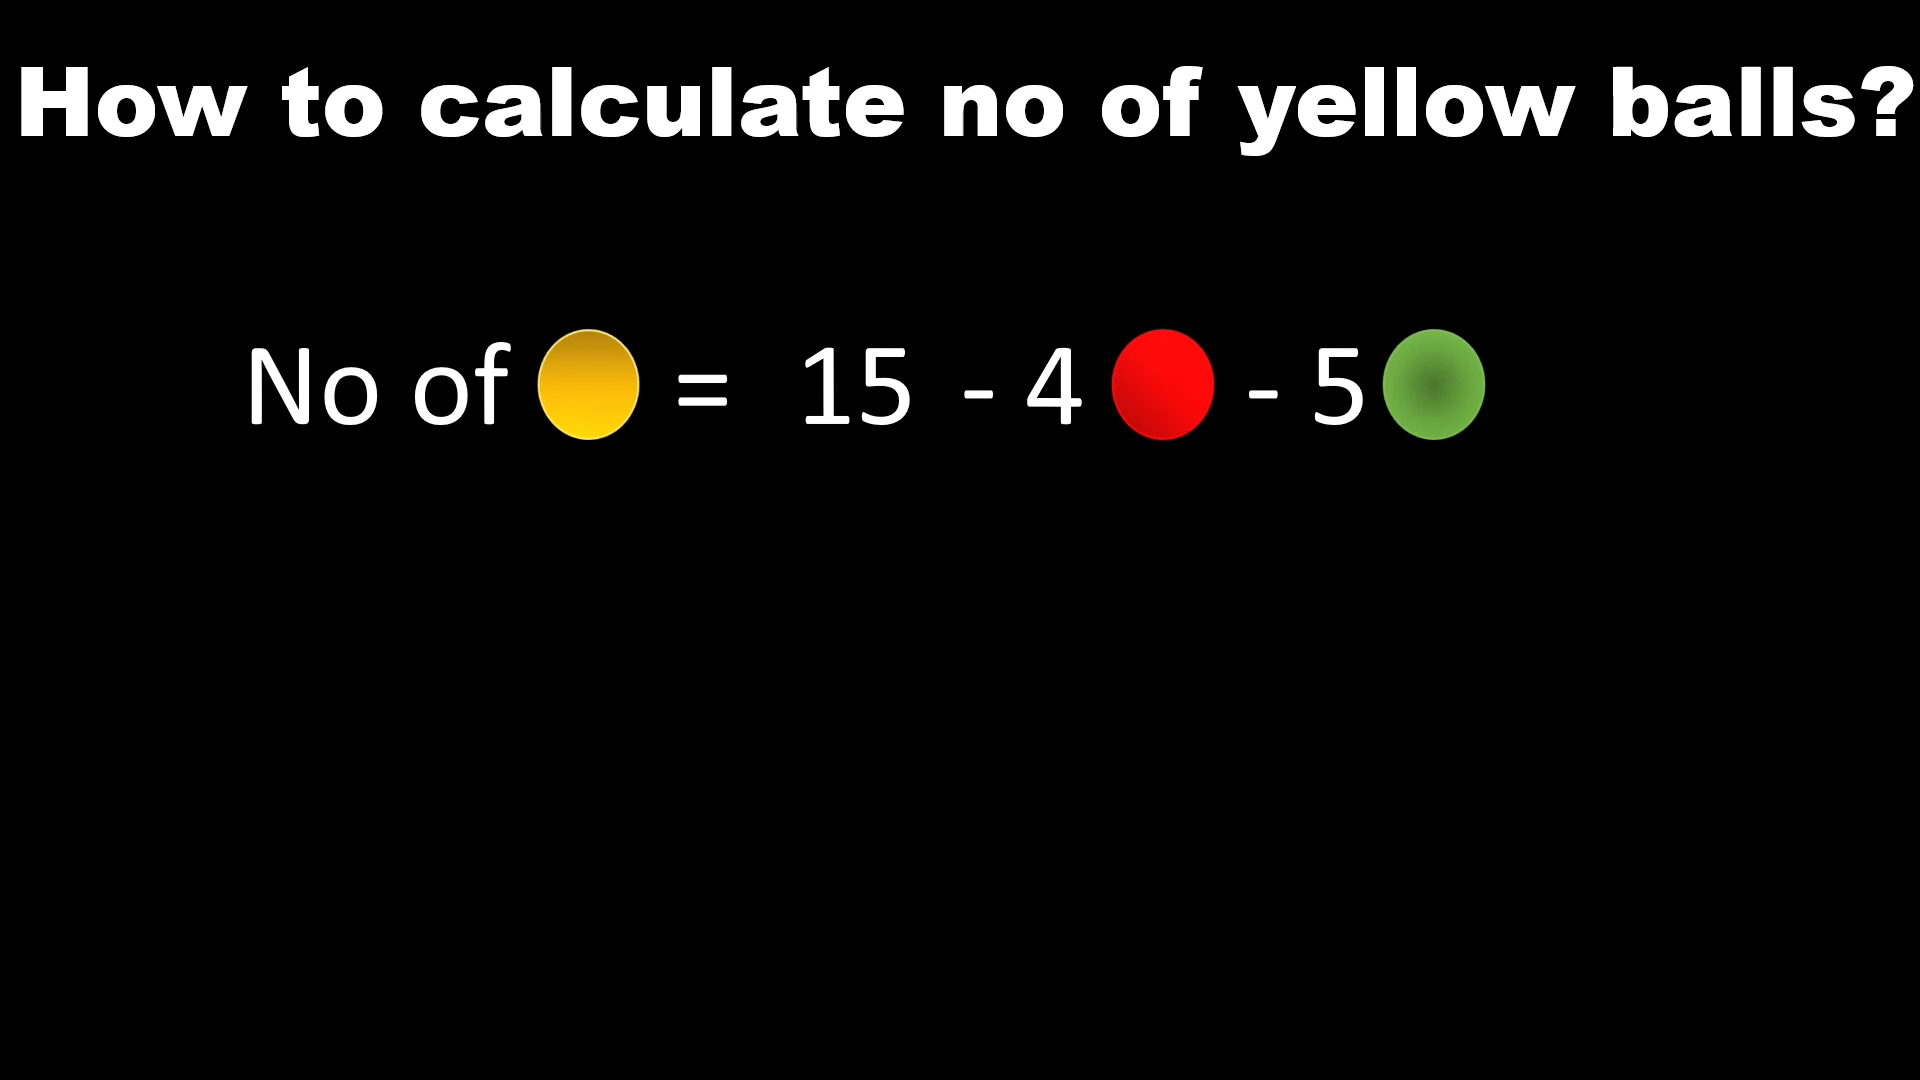 How to calculate no of yellow balls?
No of = 15 - 4 - 5